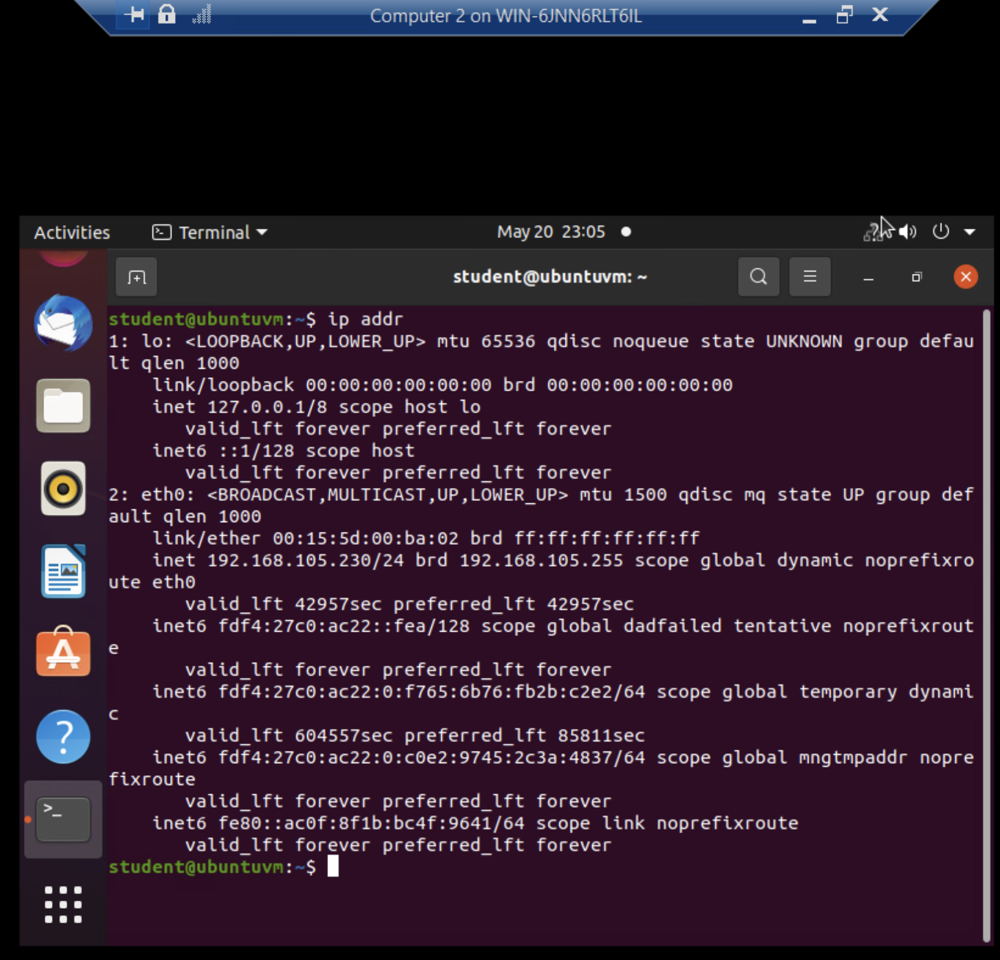 Computer 2 on WIN-6JNN6RLT6IL
Activities Terminal May 20 23:05
student@ubuntuvm: ~
student@ubuntuvm:~$ ip addr
1: lo: <LOOPBACK,UP,LOWER_UP> mtu 65536 qdisc noqueue state UNKNOWN group defau
lt qlen 1000
    link/loopback 00:00:00:00:00:00 brd 00:00:00:00:00:00
    inet 127.0.0.1/8 scope host lo
       valid_lft forever preferred_lft forever
    inet6 ::1/128 scope host
       valid_lft forever preferred_lft forever
2: eth0: <BROADCAST,MULTICAST,UP,LOWER_UP> mtu 1500 qdisc mq state UP group def
ault qlen 1000
    link/ether 00:15:5d:00:ba:02 brd ff:ff:ff:ff:ff:ff
    inet 192.168.105.230/24 brd 192.168.105.255 scope global dynamic noprefixro
ute eth0
       valid_lft 42957sec preferred_lft 42957sec
    inet6 fdf4:27c0:ac22::fea/128 scope global dadfailed tentative noprefixrout
e
       valid_lft forever preferred_lft forever
    inet6 fdf4:27c0:ac22:0:f765:6b76:fb2b:c2e2/64 scope global temporary dynami
c
       valid_lft 604557sec preferred_lft 85811sec
    inet6 fdf4:27c0:ac22:0:c0e2:9745:2c3a:4837/64 scope global mngtmpaddr nopre
fixroute
       valid_lft forever preferred_lft forever
    inet6 fe80::ac0f:8f1b:bc4f:9641/64 scope link noprefixroute
       valid_lft forever preferred_lft forever
student@ubuntuvm:~$